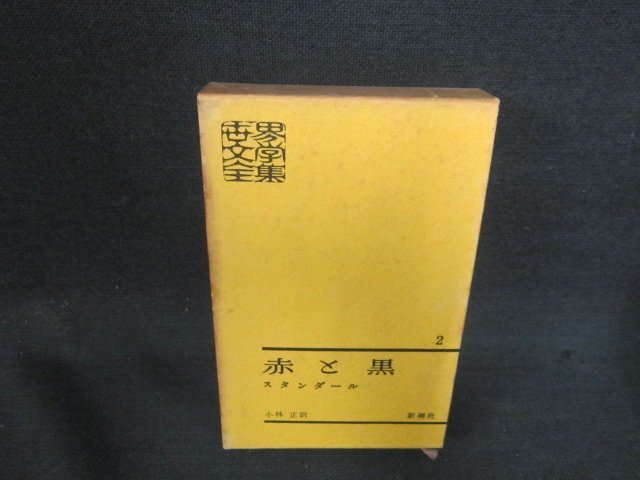 世界文学全集
2
赤と黒
スタンダール
小林 正訳
新潮社